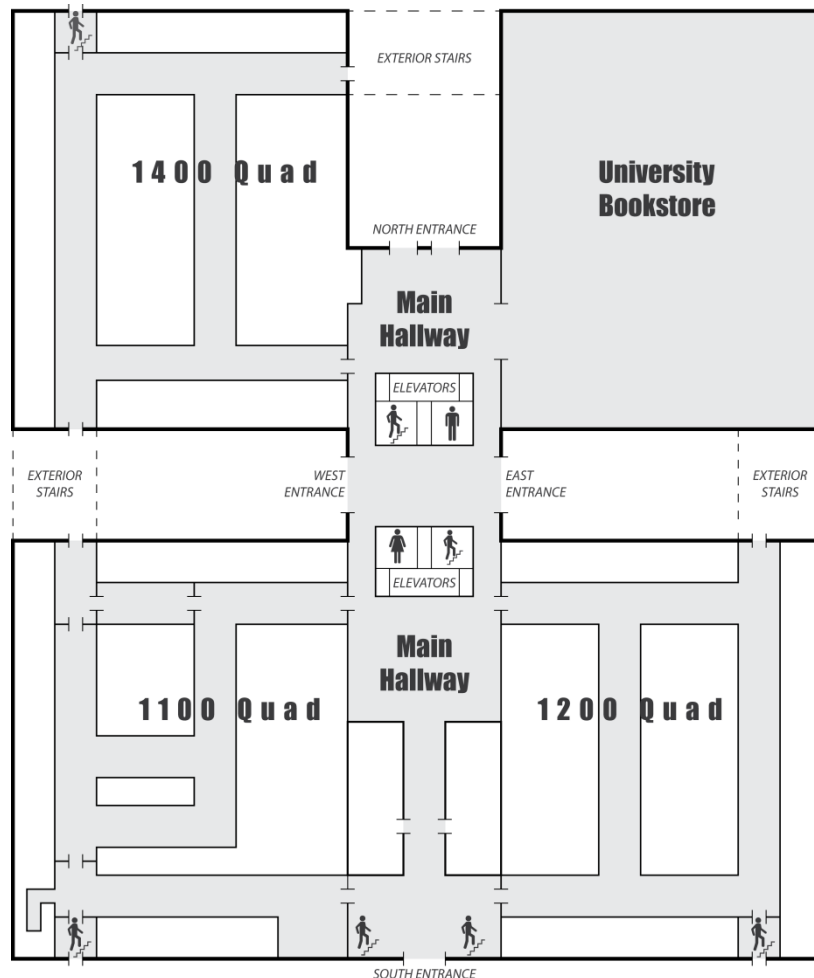 EXTERIOR STAIRS
1400 Quad
University
Bookstore
NORTH ENTRANCE
Main
Hallway
ELEVATORS
EXTERIOR
STAIRS
WEST
ENTRANCE
EAST
ENTRANCE
EXTERIOR
STAIRS
ELEVATORS
Main
Hallway
1100 Quad
1200 Quad
SOUTH ENTRANCE